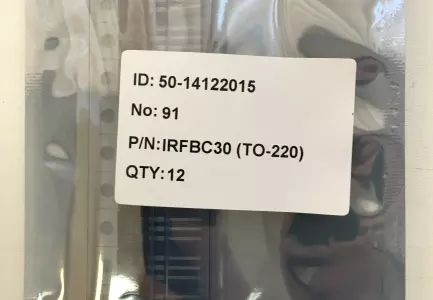 ID: 50-14122015
No: 91
P/N:IRFBC30 (TO-220)
QTY:12